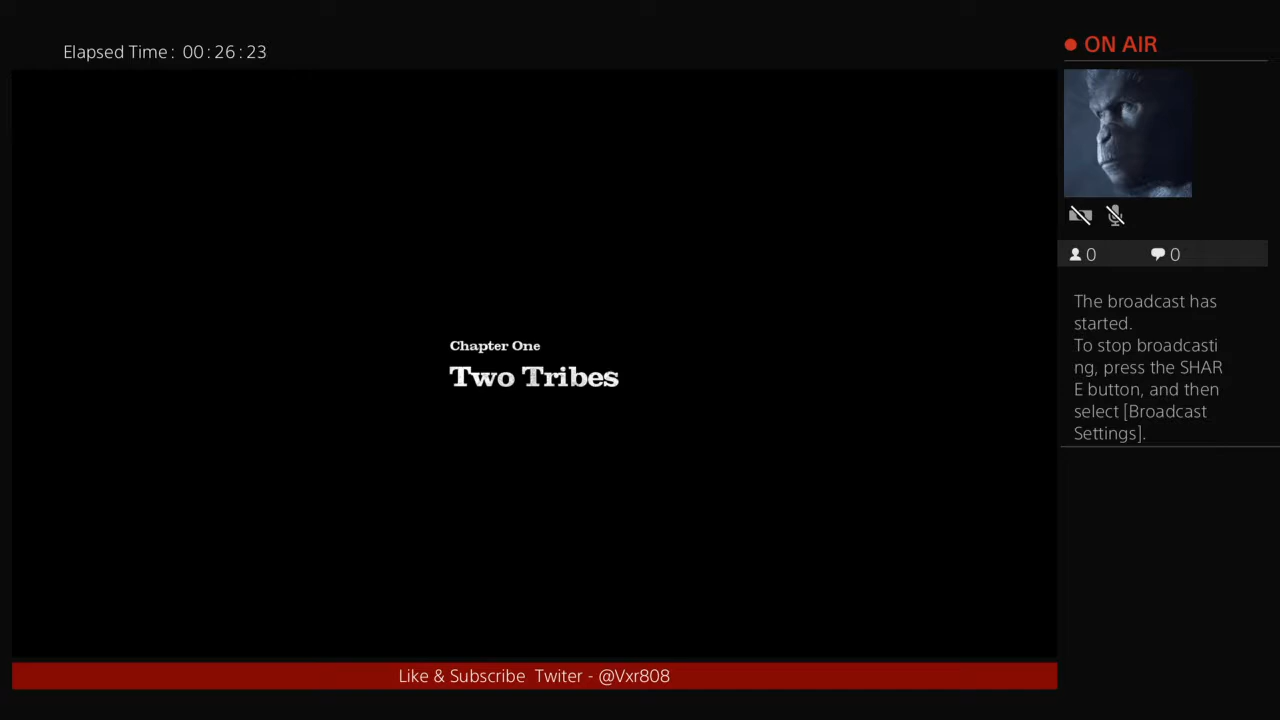 Elapsed Time: 00:26:23
ON AIR
0 0
The broadcast has
started.
To stop broadcasti
ng, press the SHAR
E button, and then
select [Broadcast
Settings].
Chapter One
Two Tribes
Like & Subscribe Twiter - @Vxr808